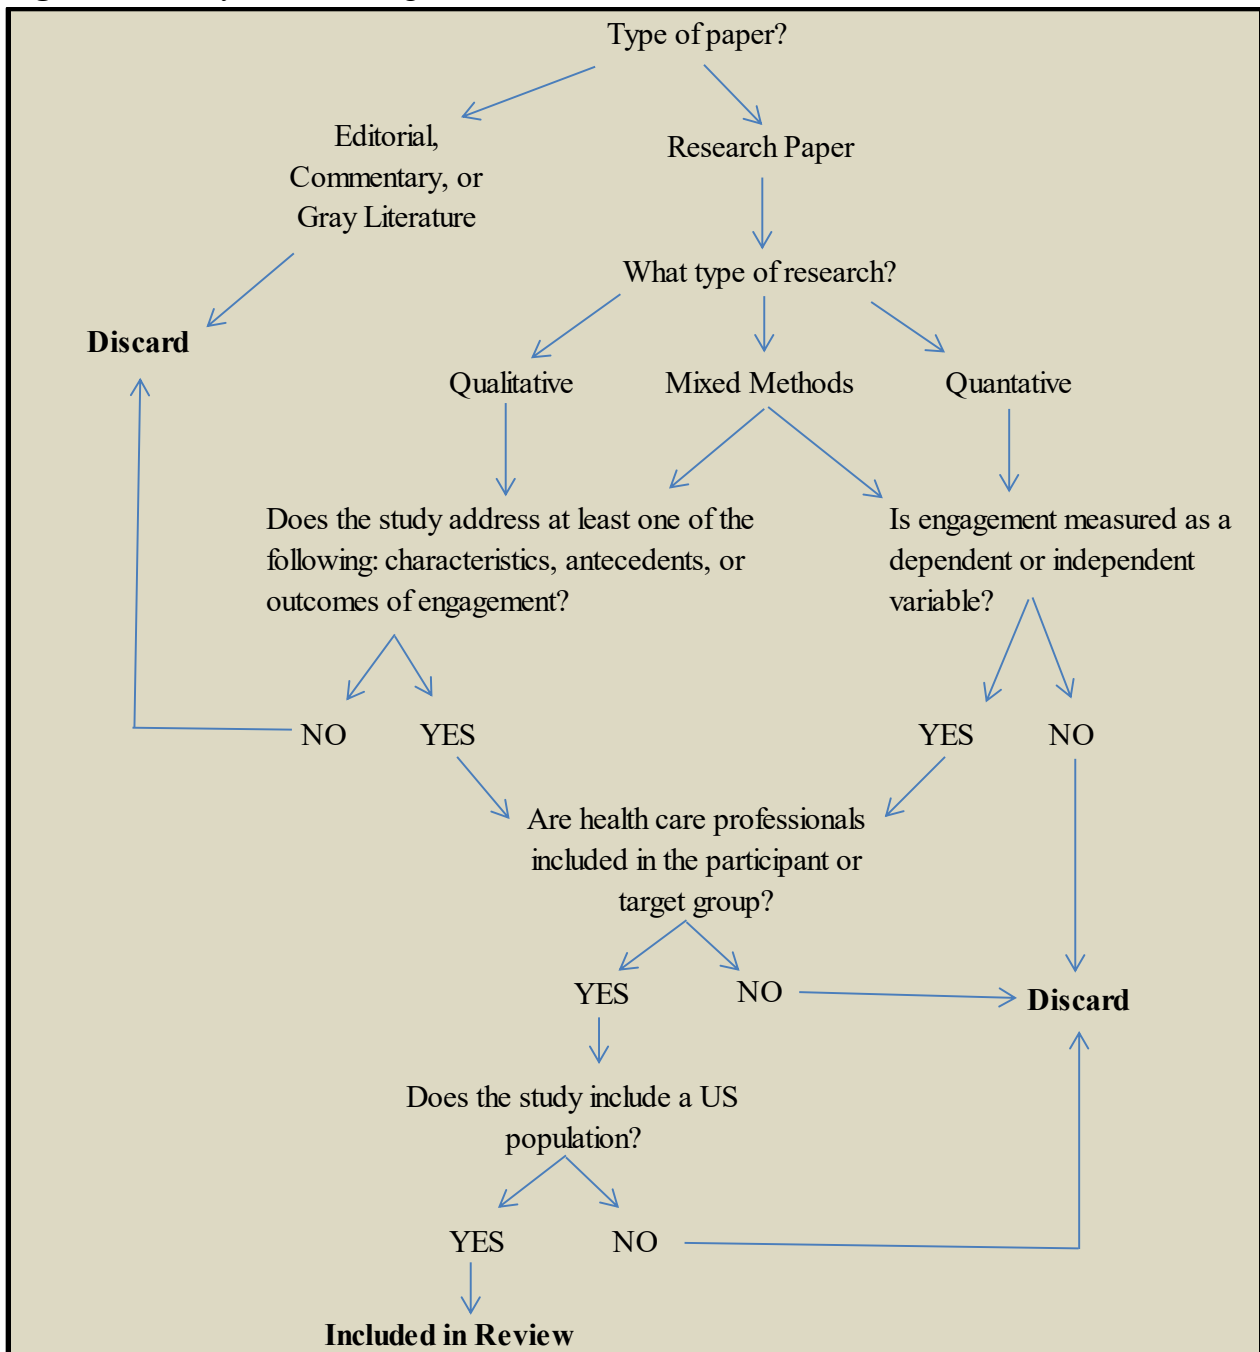 Type of paper?
Editorial,
Commentary, or
Gray Literature
Research Paper
What type of research?
Discard
Qualitative
Mixed Methods
Quantative
Does the study address at least one of the
following: characteristics, antecedents, or
outcomes of engagement?
Is engagement measured as a
dependent or independent
variable?
NO
YES
YES
NO
Are health care professionals
included in the participant or
target group?
YES
NO
Discard
Does the study include a US
population?
YES
NO
Included in Review